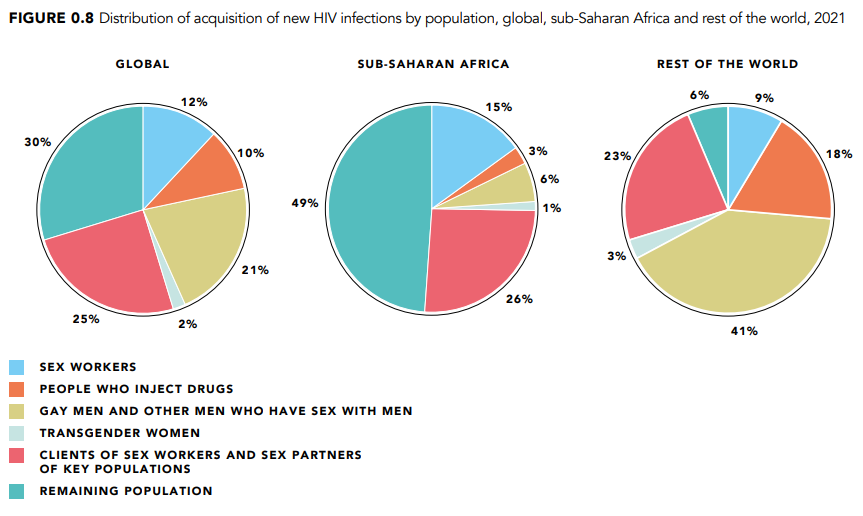 FIGURE 0.8 Distribution of acquisition of new HIV infections by population, global, sub-Saharan Africa and rest of the world, 2021
GLOBAL
12%
10%
21%
2%
25%
30%
SUB-SAHARAN AFRICA
15%
3%
6%
1%
26%
49%
REST OF THE WORLD
9%
18%
41%
3%
23%
6%
SEX WORKERS
PEOPLE WHO INJECT DRUGS
GAY MEN AND OTHER MEN WHO HAVE SEX WITH MEN
TRANSGENDER WOMEN
CLIENTS OF SEX WORKERS AND SEX PARTNERS
OF KEY POPULATIONS
REMAINING POPULATION